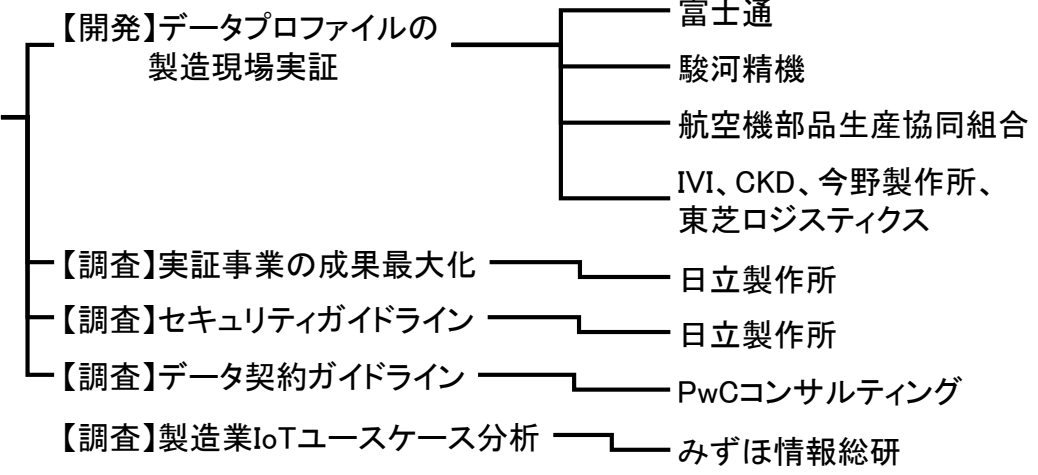 【開発】データプロファイルの
製造現場実証
富士通
駿河精機
航空機部品生産協同組合
IVI、CKD、今野製作所、
東芝ロジスティクス
【調査】実証事業の成果最大化
日立製作所
【調査】セキュリティガイドライン
日立製作所
【調査】データ契約ガイドライン
PwCコンサルティング
【調査】製造業IoTユースケース分析
みずほ情報総研